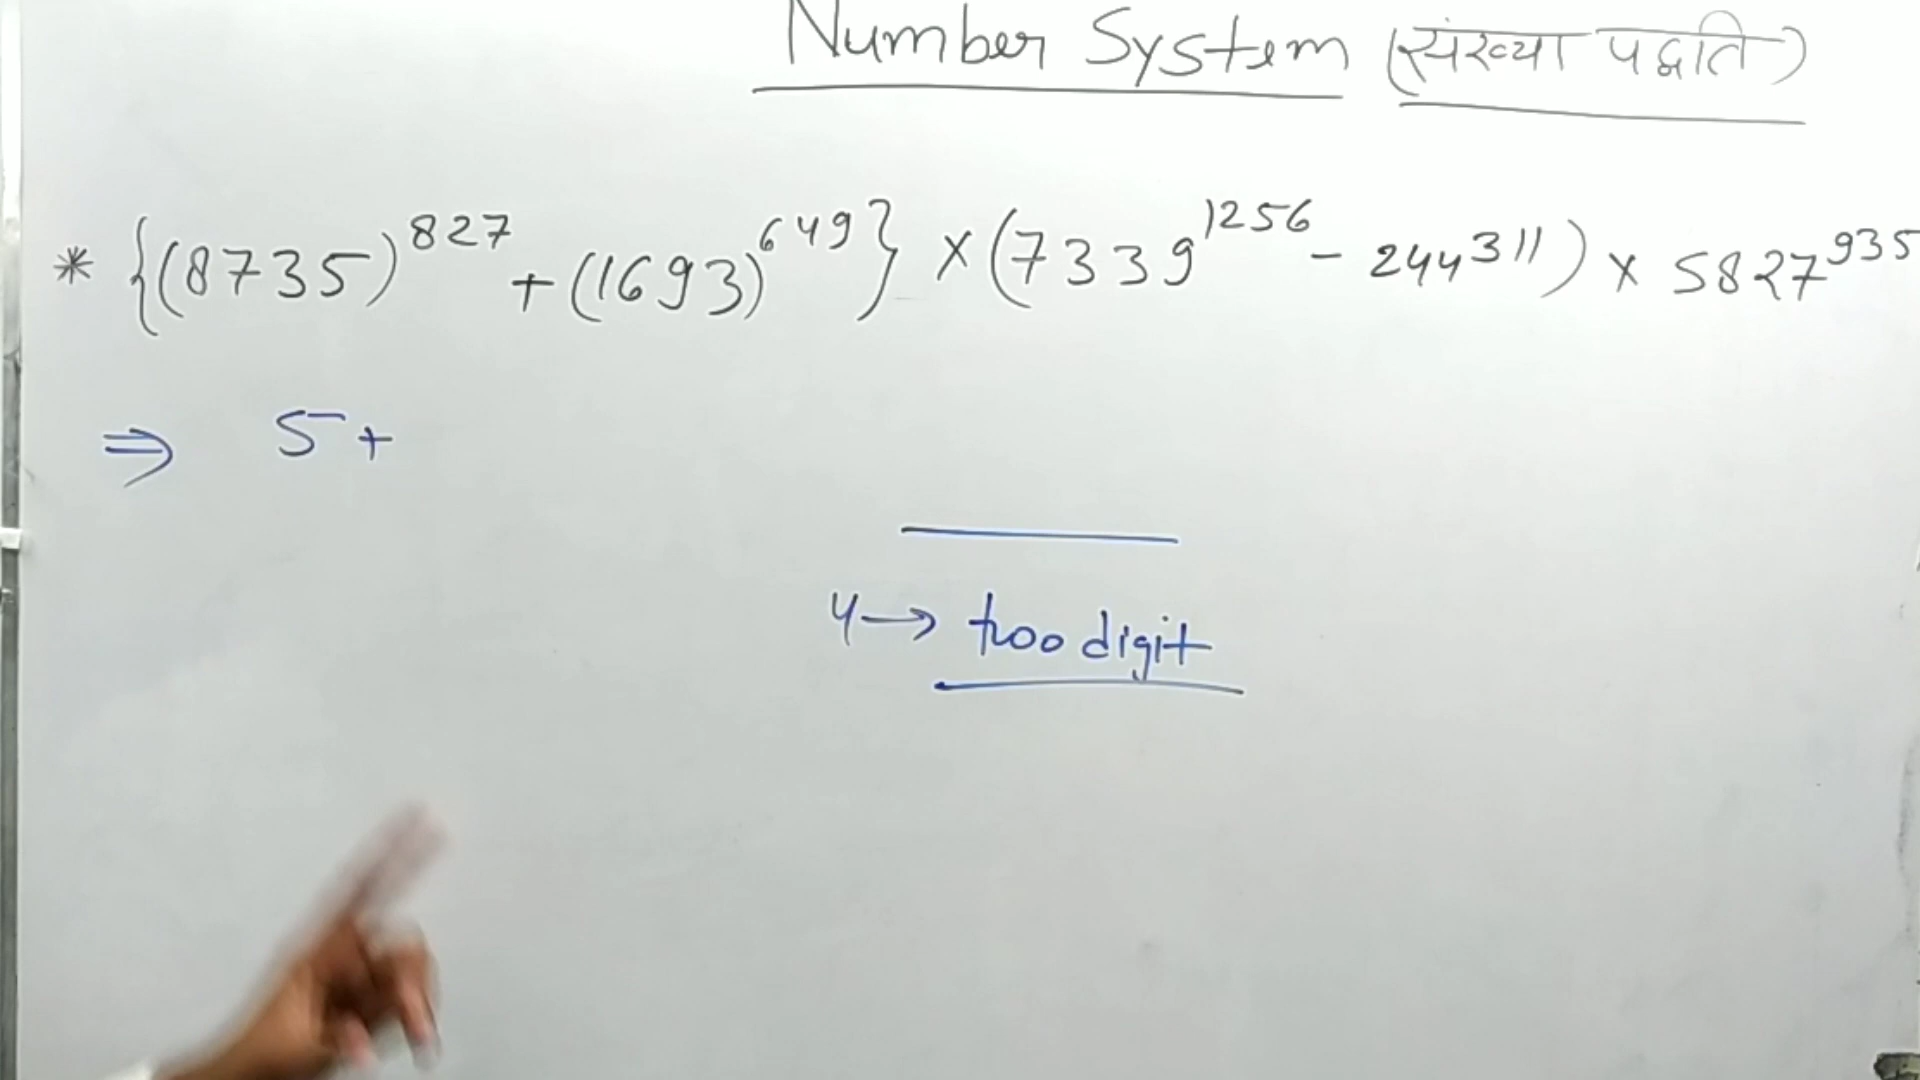 Number System (संख्या पद्धति)
* {(8735)^827 + (1693)^649} × (7339^1256 - 244^311) × 5827^935
⇒ 5 +
4 → two digit